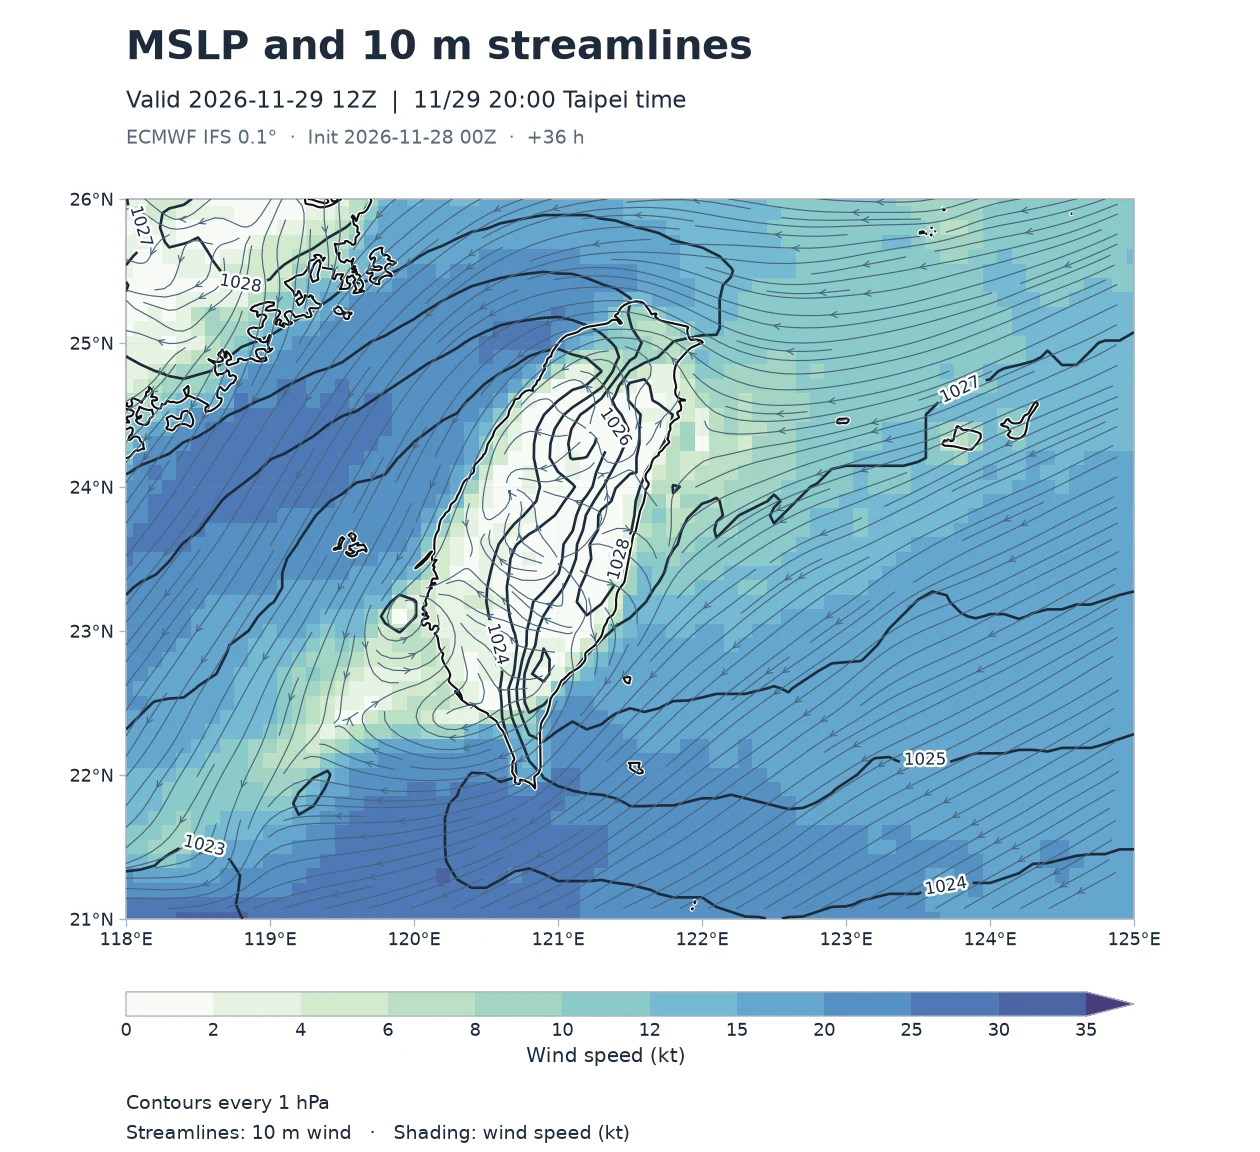 MSLP and 10 m streamlines
Valid 2026-11-29 12Z | 11/29 20:00 Taipei time
ECMWF IFS 0.1° · Init 2026-11-28 00Z · +36 h
26°N
25°N
24°N
23°N
22°N
21°N
1027
1028
1027
1026
1028
1024
1025
1023
1024
118°E 119°E 120°E 121°E 122°E 123°E 124°E 125°E
0 2 4 6 8 10 12 15 20 25 30 35
Wind speed (kt)
Contours every 1 hPa
Streamlines: 10 m wind · Shading: wind speed (kt)